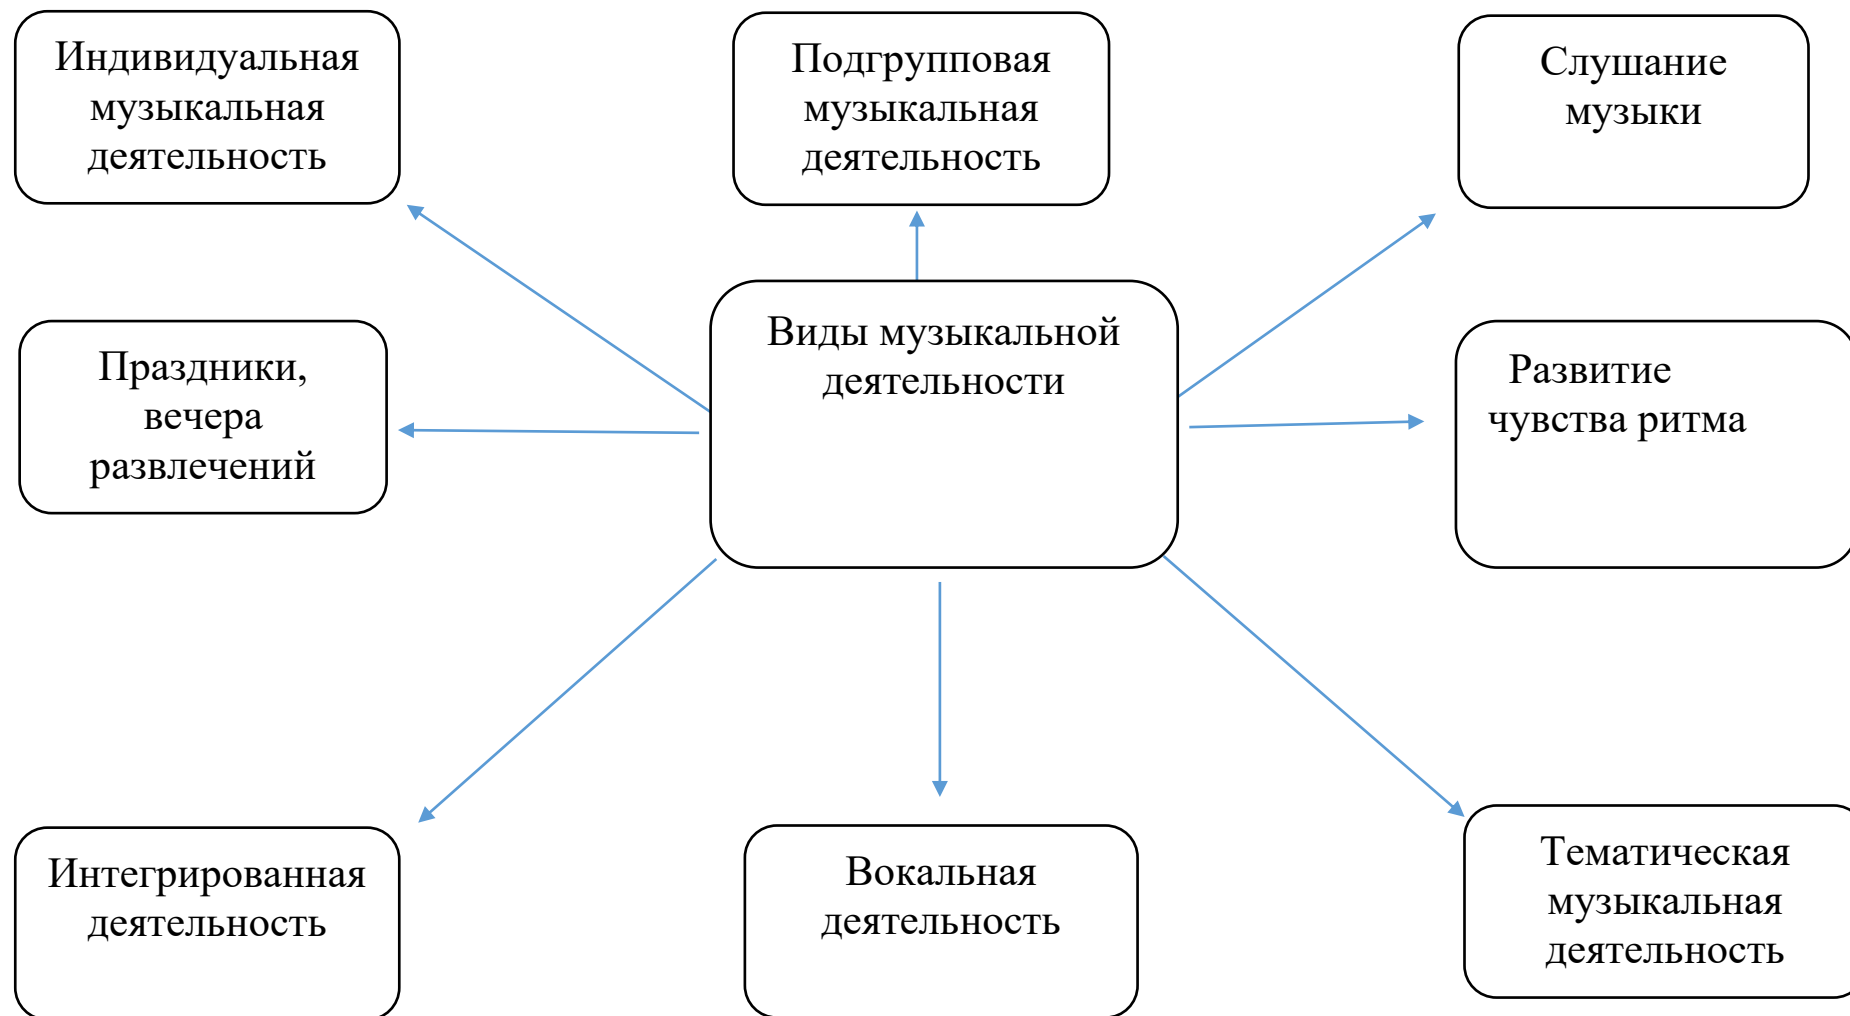 Индивидуальная
музыкальная
деятельность
Подгрупповая
музыкальная
деятельность
Слушание
музыки
Праздники,
вечера
развлечений
Виды музыкальной
деятельности
Развитие
чувства ритма
Интегрированная
деятельность
Вокальная
деятельность
Тематическая
музыкальная
деятельность